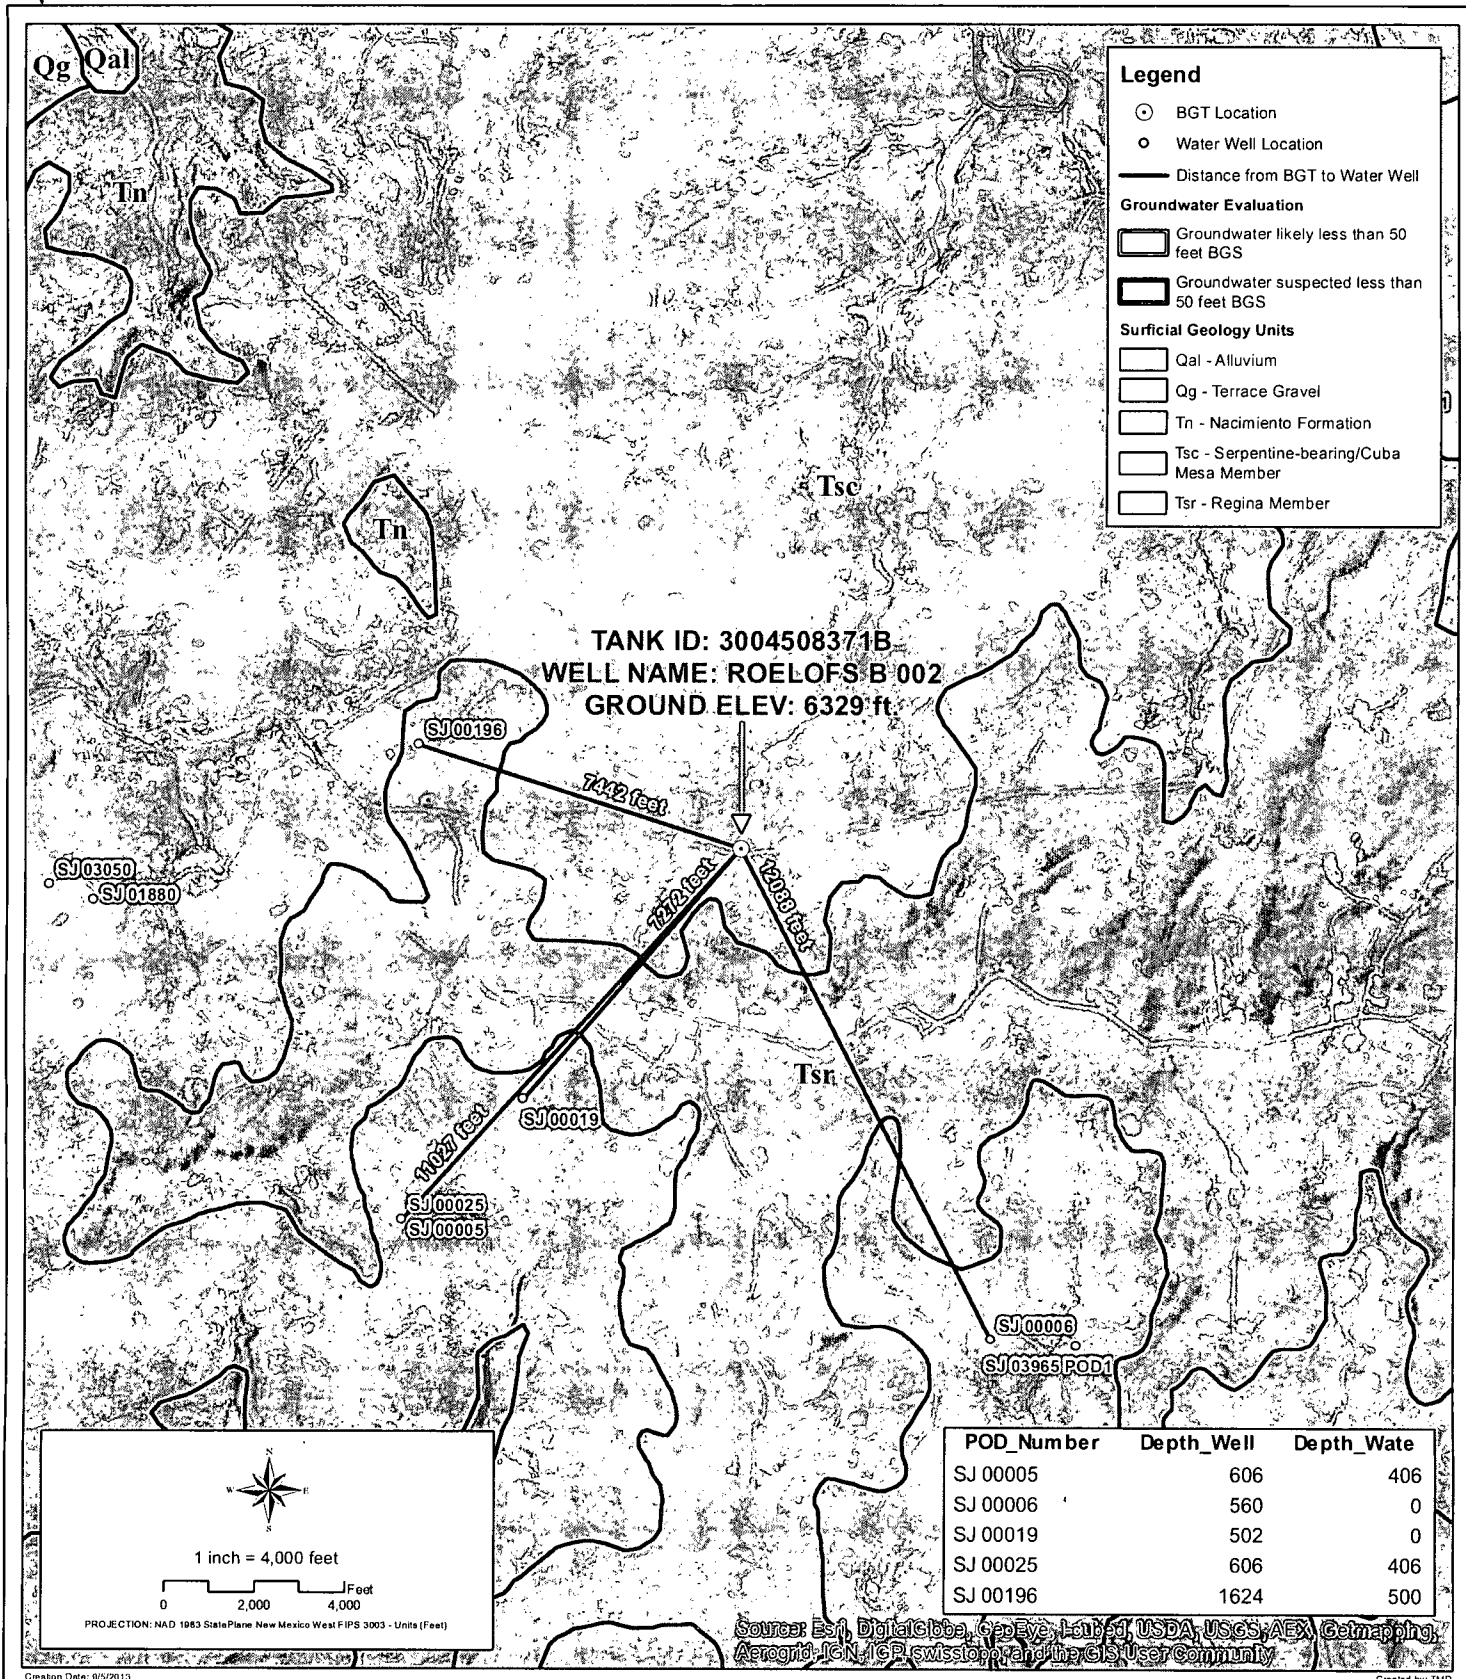 Qg
Qal
Tn
Tn
Tsc
Tsr
Legend
BGT Location
Water Well Location
Distance from BGT to Water Well
Groundwater Evaluation
Groundwater likely less than 50
feet BGS
Groundwater suspected less than
50 feet BGS
Surficial Geology Units
Qal - Alluvium
Qg - Terrace Gravel
Tn - Nacimiento Formation
Tsc - Serpentine-bearing/Cuba
Mesa Member
Tsr - Regina Member
TANK ID: 3004508371B
WELL NAME: ROELOFS B 002
GROUND ELEV: 6329 ft.
SJ 00196
7442 feet
SJ 03050
SJ 01880
7272 feet
12088 feet
SJ 00019
11027 feet
SJ 00025
SJ 00005
SJ 00006
SJ 03965 POD1
N
W E
S
1 inch = 4,000 feet
Feet
0 2,000 4,000
PROJECTION: NAD 1983 StatePlane New Mexico West FIPS 3003 - Units (Feet)
POD_Number Depth_Well Depth_Wate
SJ 00005 606 406
SJ 00006 560 0
SJ 00019 502 0
SJ 00025 606 406
SJ 00196 1624 500
Source: Esri, DigitalGlobe, GeoEye, i-cubed, USDA, USGS, AEX, Getmapping,
Aerogrid, IGN, IGP, swisstopo, and the GIS User Community
Creation Date: 9/5/2013
Created by: TMD